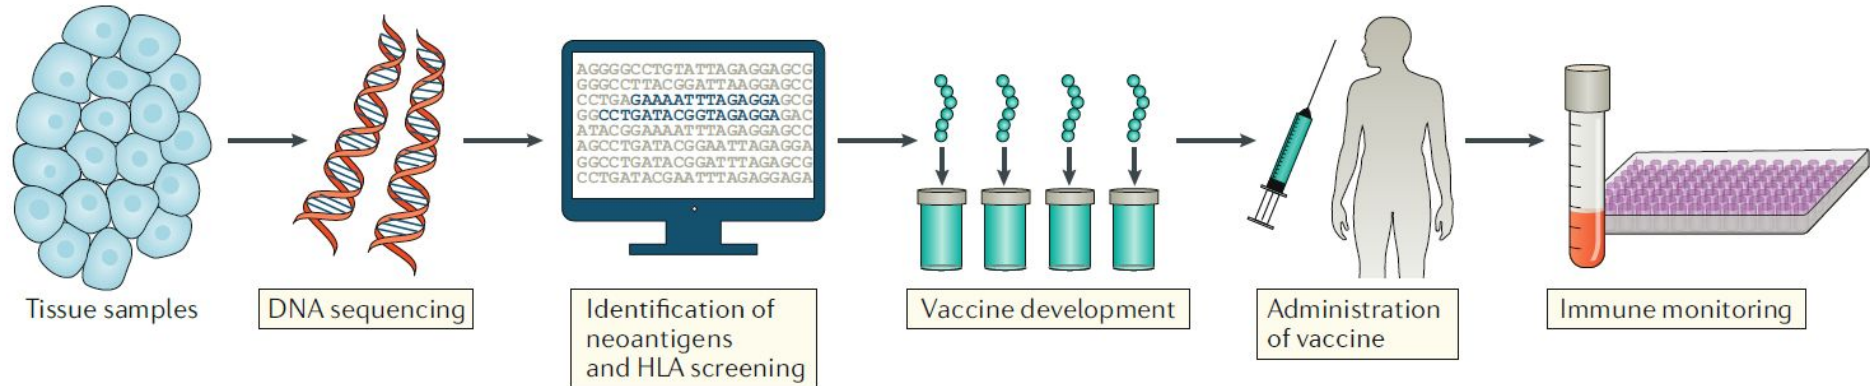 AGGGGCCTGTATTAGAGGAGCG
GGGCCTTACGGATTAAGGAGCC
CCTGAGAAAATTTAGAGGAGCG
GGCCTGATACGGTAGAGGAGAC
ATACGGAAAATTTAGAGGAGCC
AGCCTGATACGGAATTAGAGGA
GGCCTGATACGGATTTAGAGCG
CCTGATACGAATTTAGAGGAGA
Tissue samples
DNA sequencing
Identification of
neoantigens
and HLA screening
Vaccine development
Administration
of vaccine
Immune monitoring